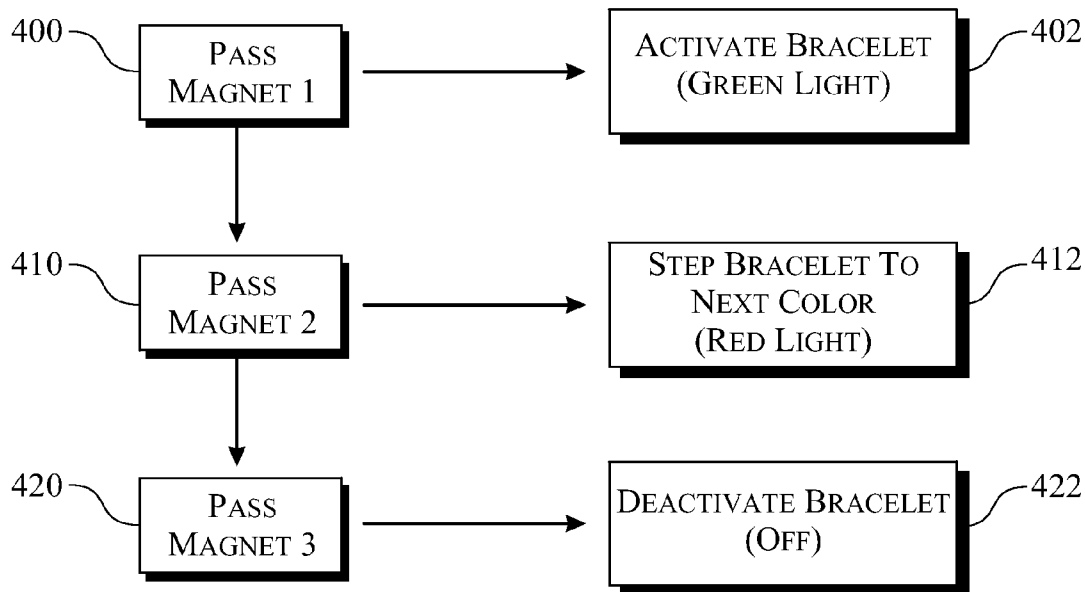 400
PASS
MAGNET 1
ACTIVATE BRACELET
(GREEN LIGHT)
402
410
PASS
MAGNET 2
STEP BRACELET TO
NEXT COLOR
(RED LIGHT)
412
420
PASS
MAGNET 3
DEACTIVATE BRACELET
(OFF)
422